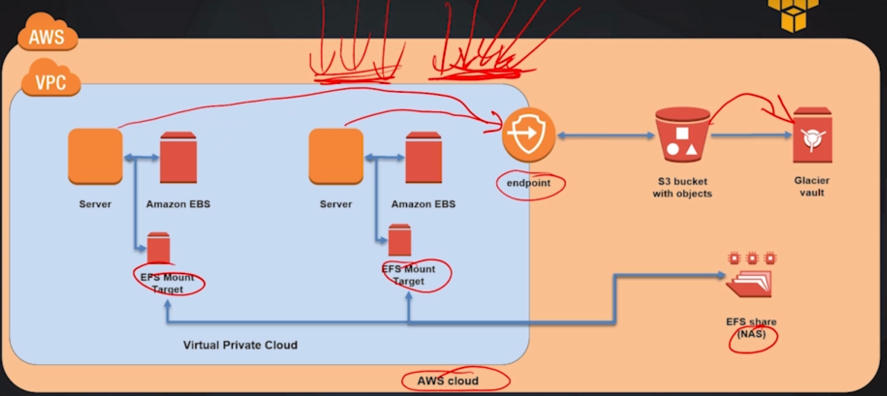 AWS
VPC
endpoint
S3 bucket
with objects
Glacier
vault
Server
Amazon EBS
Server
Amazon EBS
EFS Mount
Target
EFS Mount
Target
EFS share
(NAS)
Virtual Private Cloud
AWS cloud